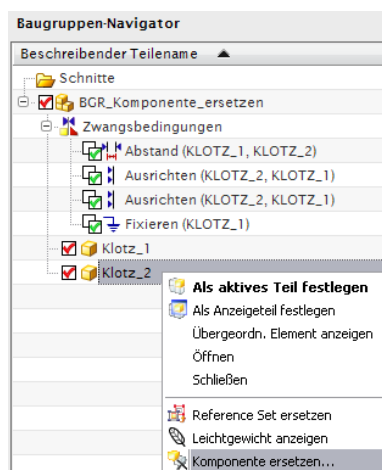 Baugruppen-Navigator
Beschreibender Teilename
Schnitte
BGR_Komponente_ersetzen
Zwangsbedingungen
Abstand (KLOTZ_1, KLOTZ_2)
Ausrichten (KLOTZ_2, KLOTZ_1)
Ausrichten (KLOTZ_2, KLOTZ_1)
Fixieren (KLOTZ_1)
Klotz_1
Klotz_2
Als aktives Teil festlegen
Als Anzeigeteil festlegen
Übergeordn. Element anzeigen
Öffnen
Schließen
Reference Set ersetzen
Leichtgewicht anzeigen
Komponente ersetzen...